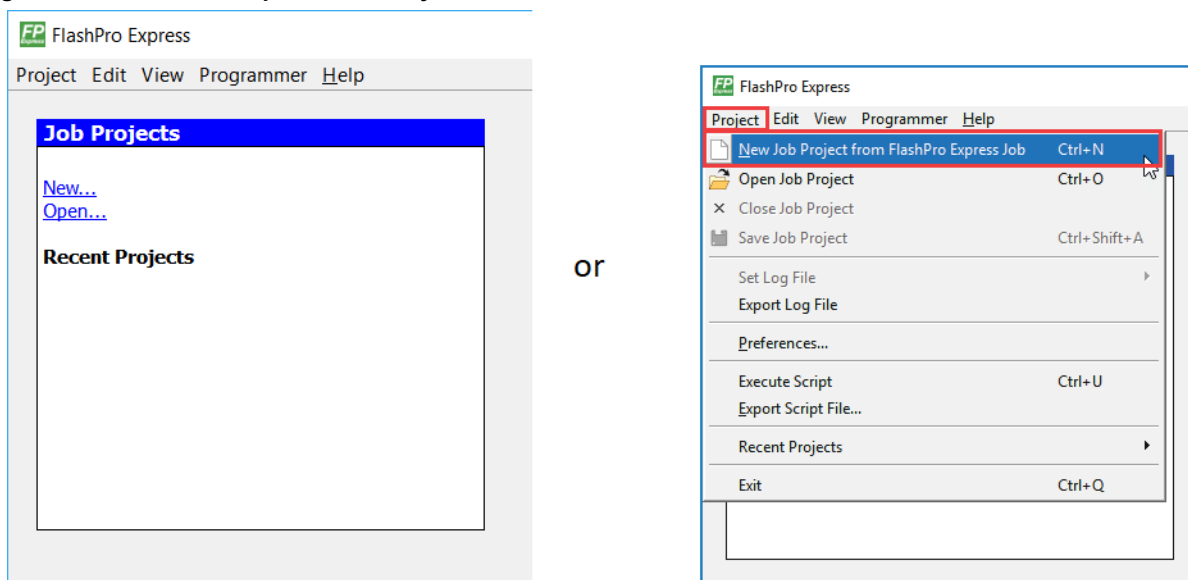 FP FlashPro Express
Project Edit View Programmer Help
Job Projects
New...
Open...
Recent Projects
or
FP FlashPro Express
Project Edit View Programmer Help
New Job Project from FlashPro Express Job Ctrl+N
Open Job Project Ctrl+O
Close Job Project
Save Job Project Ctrl+Shift+A
Set Log File
Export Log File
Preferences...
Execute Script Ctrl+U
Export Script File...
Recent Projects
Exit Ctrl+Q